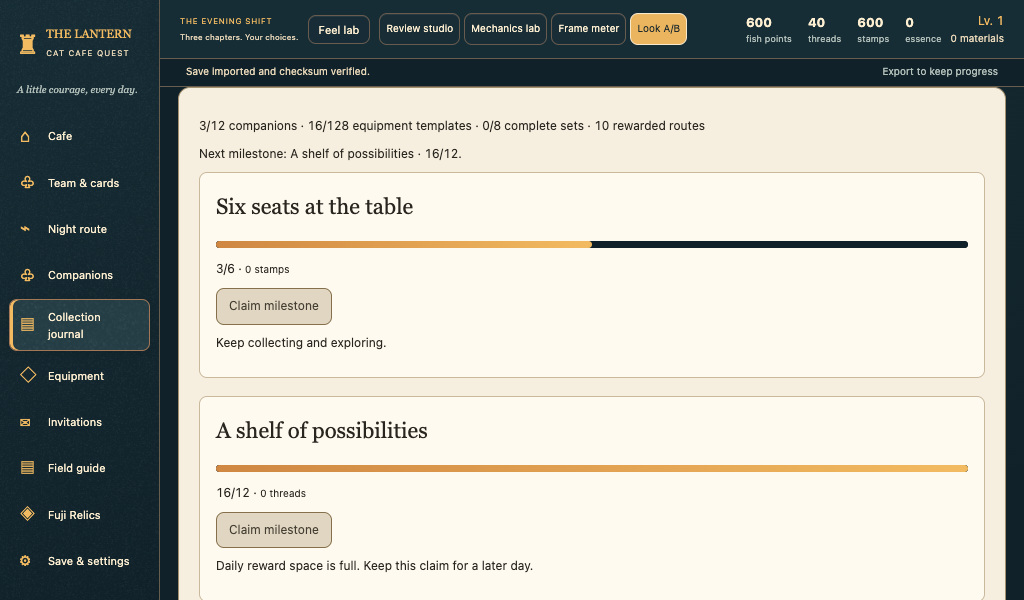 THE LANTERN
CAT CAFE QUEST
A little courage, every day.
Cafe
Team & cards
Night route
Companions
Collection
journal
Equipment
Invitations
Field guide
Fuji Relics
Save & settings
THE EVENING SHIFT
Three chapters. Your choices.
Feel lab
Review studio
Mechanics lab
Frame meter
Look A/B
600
fish points
40
threads
600
stamps
0
essence
Lv. 1
0 materials
Save imported and checksum verified.
Export to keep progress
3/12 companions · 16/128 equipment templates · 0/8 complete sets · 10 rewarded routes
Next milestone: A shelf of possibilities · 16/12.
Six seats at the table
3/6 · 0 stamps
Claim milestone
Keep collecting and exploring.
A shelf of possibilities
16/12 · 0 threads
Claim milestone
Daily reward space is full. Keep this claim for a later day.